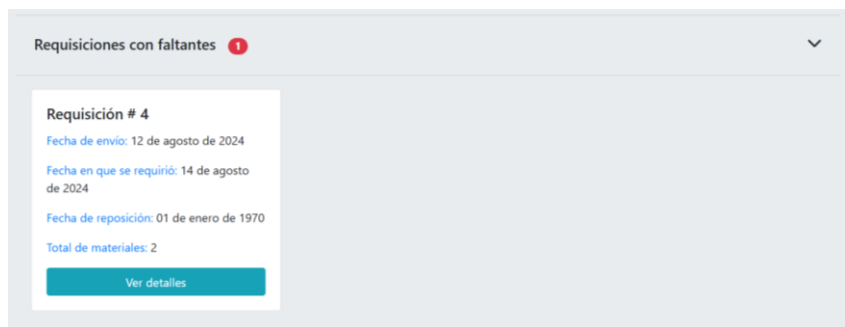 Requisiciones con faltantes 1
Requisición # 4
Fecha de envío: 12 de agosto de 2024
Fecha en que se requirió: 14 de agosto
de 2024
Fecha de reposición: 01 de enero de 1970
Total de materiales: 2
Ver detalles